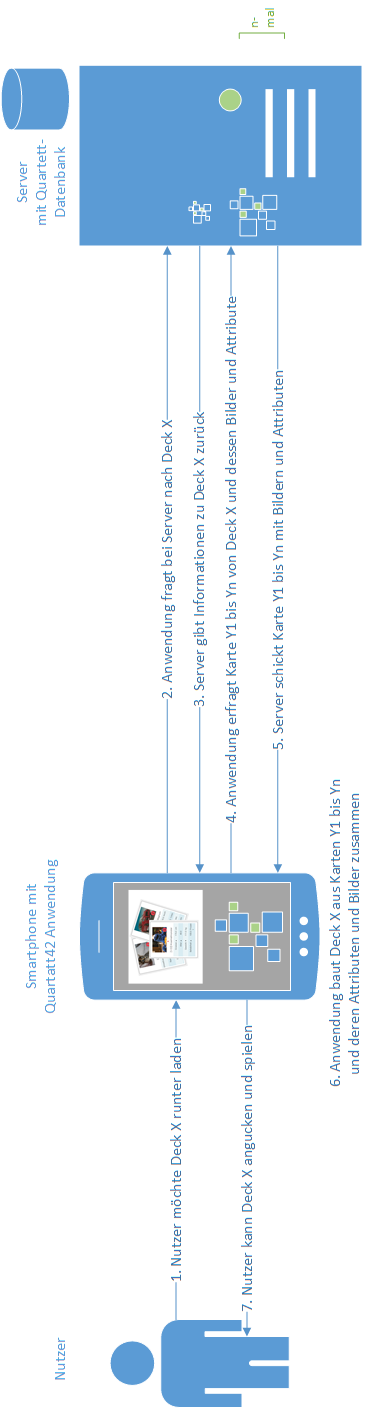 Nutzer
Smartphone mit
Quartatt42 Anwendung
Server
mit Quartett-
Datenbank
1. Nutzer möchte Deck X runter laden
2. Anwendung fragt bei Server nach Deck X
3. Server gibt Informationen zu Deck X zurück
4. Anwendung erfragt Karte Y1 bis Yn von Deck X und dessen Bilder und Attribute
5. Server schickt Karte Y1 bis Yn mit Bildern und Attributen
n-
mal
6. Anwendung baut Deck X aus Karten Y1 bis Yn
und deren Attributen und Bilder zusammen
7. Nutzer kann Deck X angucken und spielen